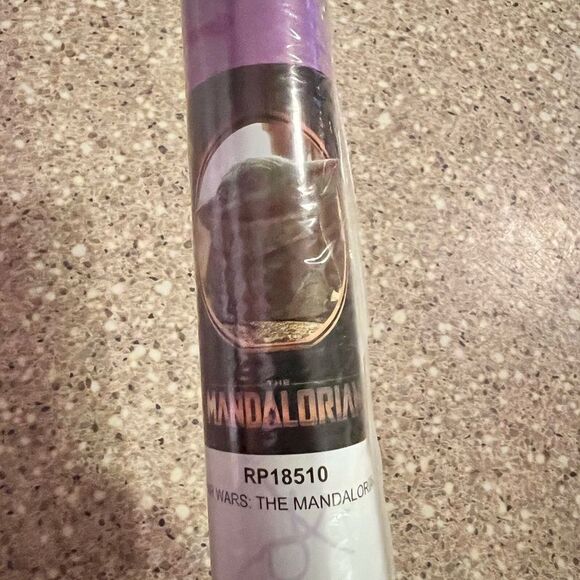 THE
MANDALORIAN
RP18510
R WARS: THE MANDALORIA